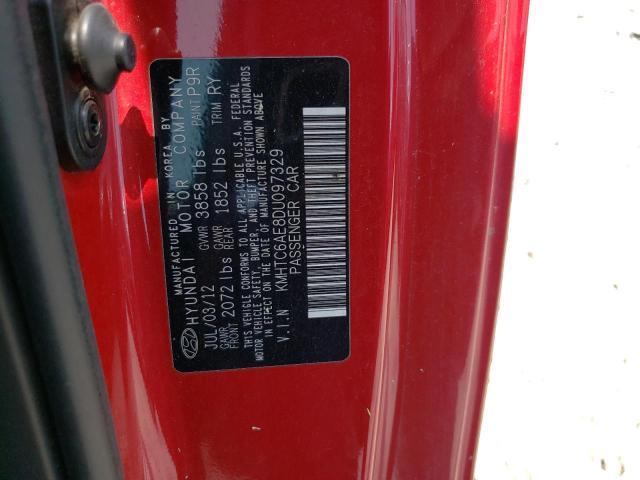 MANUFACTURED IN KOREA BY
HYUNDAI MOTOR COMPANY
JUL/03/12 GVWR 3858 lbs PAINT P9R
GAWR FRONT 2072 lbs GAWR REAR 1852 lbs TRIM RY
THIS VEHICLE CONFORMS TO ALL APPLICABLE U.S.A. FEDERAL
MOTOR VEHICLE SAFETY, BUMPER, AND THEFT PREVENTION STANDARDS
IN EFFECT ON THE DATE OF MANUFACTURE SHOWN ABOVE
V.I.N KMHTC6AE8DU097329
PASSENGER CAR